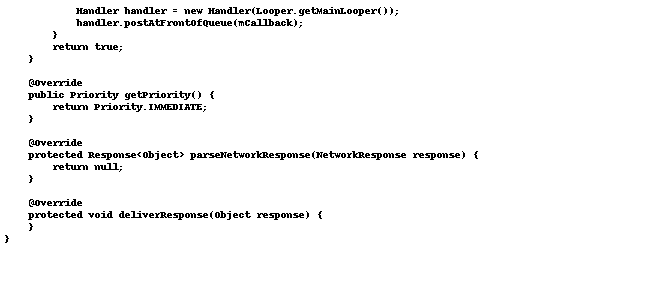 Handler handler = new Handler(Looper.getMainLooper());
            handler.postAtFrontOfQueue(mCallback);
        }
        return true;
    }

    @Override
    public Priority getPriority() {
        return Priority.IMMEDIATE;
    }

    @Override
    protected Response<Object> parseNetworkResponse(NetworkResponse response) {
        return null;
    }

    @Override
    protected void deliverResponse(Object response) {
    }
}